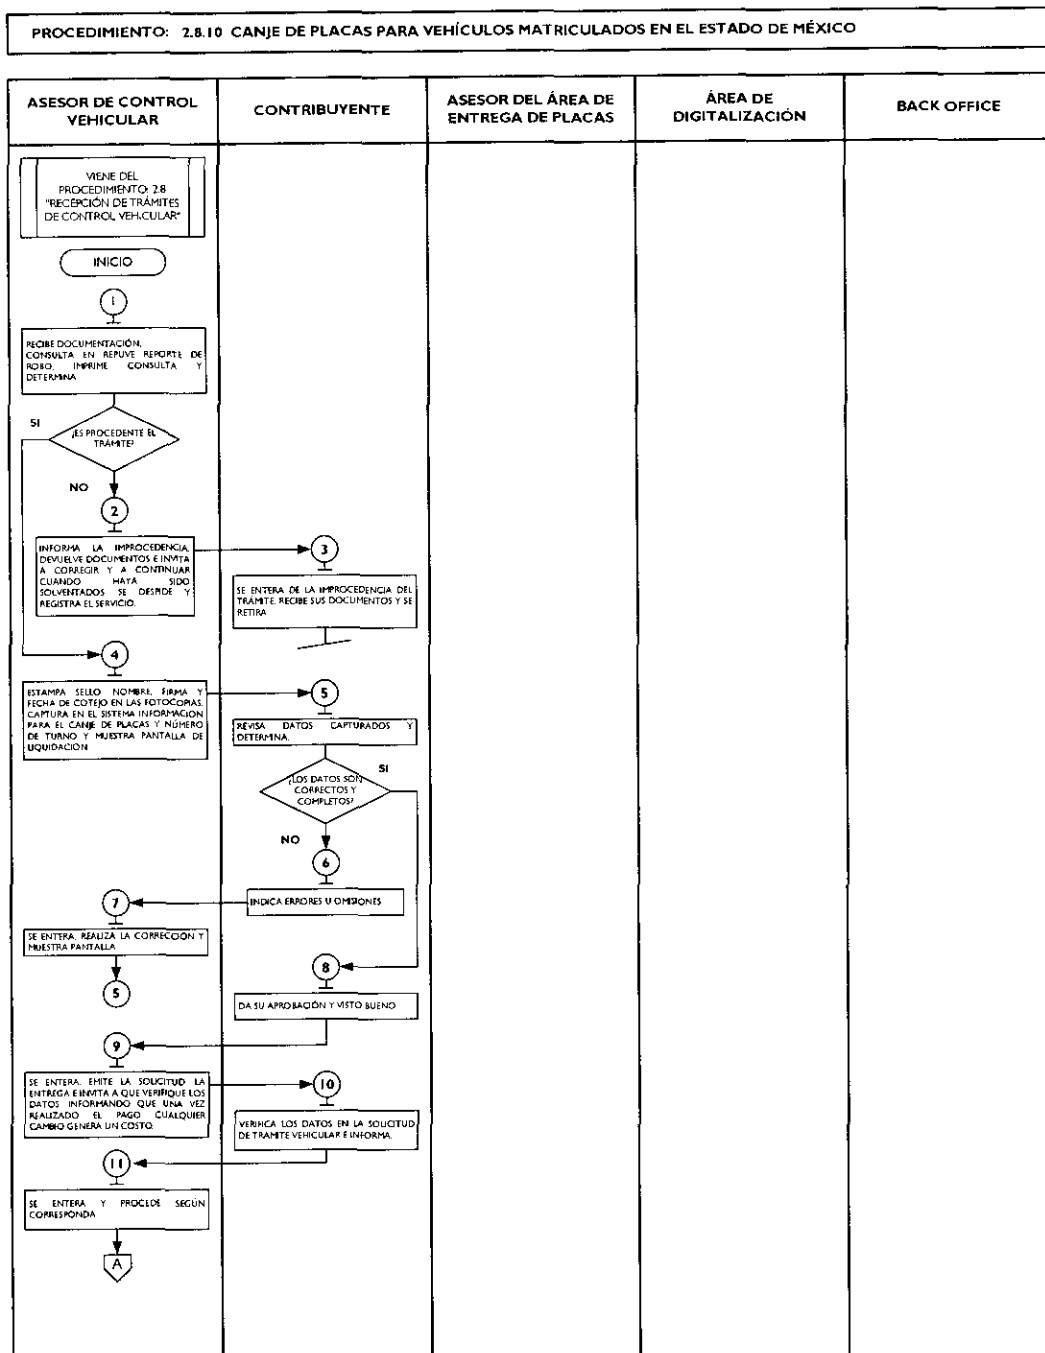 PROCEDIMIENTO: 2.8.10 CANJE DE PLACAS PARA VEHÍCULOS MATRICULADOS EN EL ESTADO DE MÉXICO
ASESOR DE CONTROL
VEHICULAR
CONTRIBUYENTE
ASESOR DEL ÁREA DE
ENTREGA DE PLACAS
ÁREA DE
DIGITALIZACIÓN
BACK OFFICE
VIENE DEL
PROCEDIMIENTO: 2.8
"RECEPCIÓN DE TRÁMITES
DE CONTROL VEHICULAR"
INICIO
1
RECIBE DOCUMENTACIÓN,
CONSULTA EN REPUVE REPORTE DE
ROBO, IMPRIME CONSULTA Y
DETERMINA
SI
¿ES PROCEDENTE EL
TRÁMITE?
NO
2
INFORMA LA IMPROCEDENCIA,
DEVUELVE DOCUMENTOS E INVITA
A CORREGIR Y A CONTINUAR
CUANDO HAYA SIDO
SOLVENTADOS SE DESPIDE Y
REGISTRA EL SERVICIO.
3
SE ENTERA DE LA IMPROCEDENCIA DEL
TRÁMITE, RECIBE SUS DOCUMENTOS Y SE
RETIRA
4
ESTAMPA SELLO NOMBRE, FIRMA Y
FECHA DE COTEJO EN LAS FOTOCOPIAS,
CAPTURA EN EL SISTEMA INFORMACIÓN
PARA EL CANJE DE PLACAS Y NÚMERO
DE TURNO Y MUESTRA PANTALLA DE
LIQUIDACIÓN
5
REVISA DATOS CAPTURADOS Y
DETERMINA.
SI
¿LOS DATOS SON
CORRECTOS Y
COMPLETOS?
NO
6
INDICA ERRORES U OMISIONES
7
SE ENTERA, REALIZA LA CORRECCIÓN Y
MUESTRA PANTALLA
5
8
DA SU APROBACIÓN Y VISTO BUENO
9
SE ENTERA, EMITE LA SOLICITUD LA
ENTREGA E INVITA A QUE VERIFIQUE LOS
DATOS INFORMANDO QUE UNA VEZ
REALIZADO EL PAGO CUALQUIER
CAMBIO GENERA UN COSTO.
10
VERIFICA LOS DATOS EN LA SOLICITUD
DE TRAMITE VEHICULAR E INFORMA.
11
SE ENTERA Y PROCEDE SEGÚN
CORRESPONDA
A